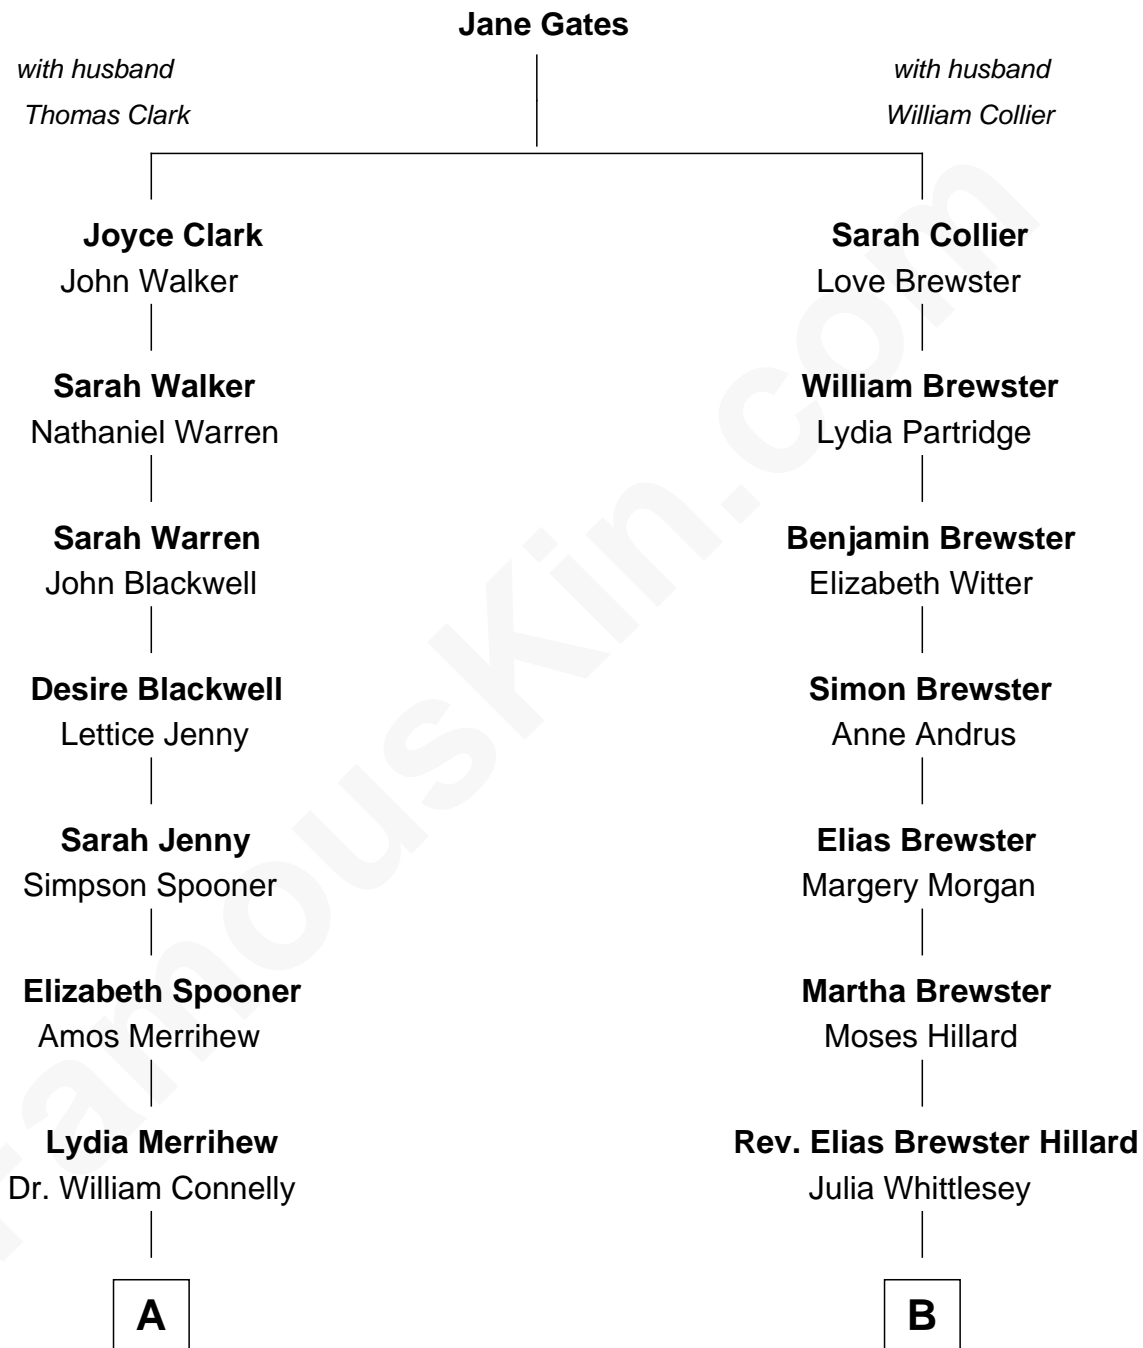 Jane Gates
with husband
Thomas Clark
with husband
William Collier
Joyce Clark
John Walker
Sarah Walker
Nathaniel Warren
Sarah Warren
John Blackwell
Desire Blackwell
Lettice Jenny
Sarah Jenny
Simpson Spooner
Elizabeth Spooner
Amos Merrihew
Lydia Merrihew
Dr. William Connelly
A
Sarah Collier
Love Brewster
William Brewster
Lydia Partridge
Benjamin Brewster
Elizabeth Witter
Simon Brewster
Anne Andrus
Elias Brewster
Margery Morgan
Martha Brewster
Moses Hillard
Rev. Elias Brewster Hillard
Julia Whittlesey
B
FamousKin.com